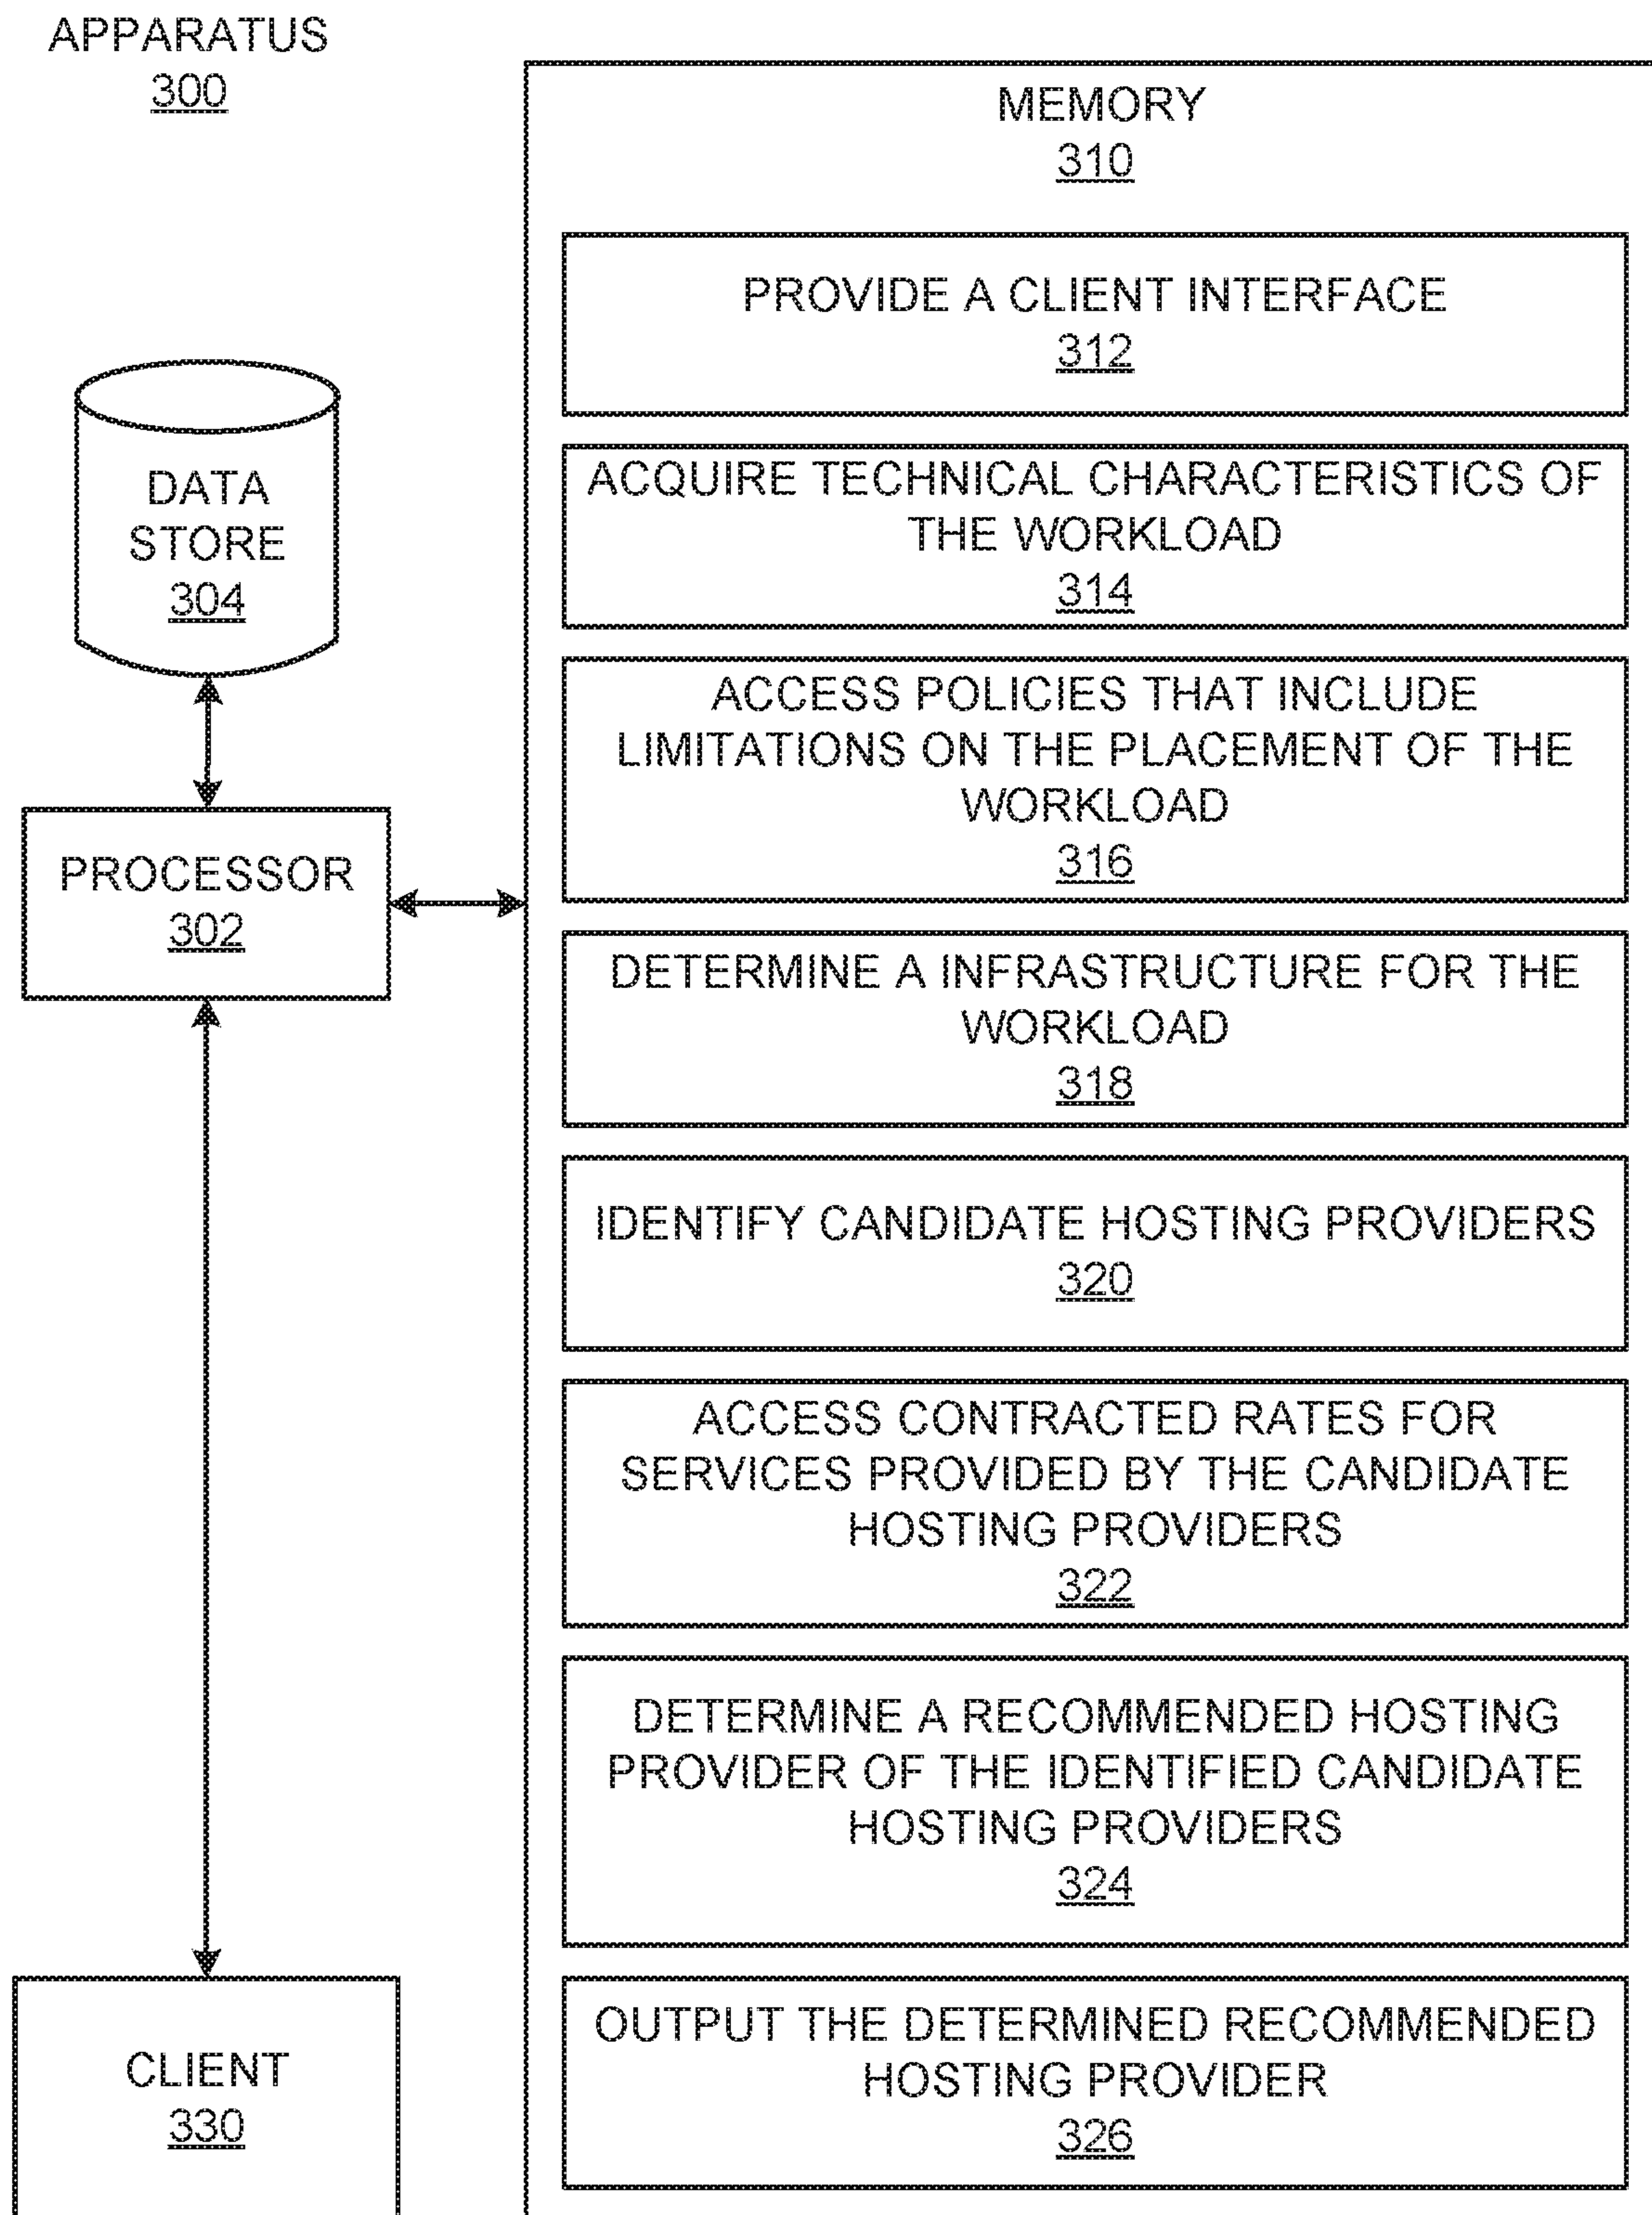 APPARATUS
300
MEMORY
310
PROVIDE A CLIENT INTERFACE
312
ACQUIRE TECHNICAL CHARACTERISTICS OF
THE WORKLOAD
314
ACCESS POLICIES THAT INCLUDE
LIMITATIONS ON THE PLACEMENT OF THE
WORKLOAD
316
DETERMINE A INFRASTRUCTURE FOR THE
WORKLOAD
318
IDENTIFY CANDIDATE HOSTING PROVIDERS
320
ACCESS CONTRACTED RATES FOR
SERVICES PROVIDED BY THE CANDIDATE
HOSTING PROVIDERS
322
DETERMINE A RECOMMENDED HOSTING
PROVIDER OF THE IDENTIFIED CANDIDATE
HOSTING PROVIDERS
324
OUTPUT THE DETERMINED RECOMMENDED
HOSTING PROVIDER
326
DATA
STORE
304
PROCESSOR
302
CLIENT
330